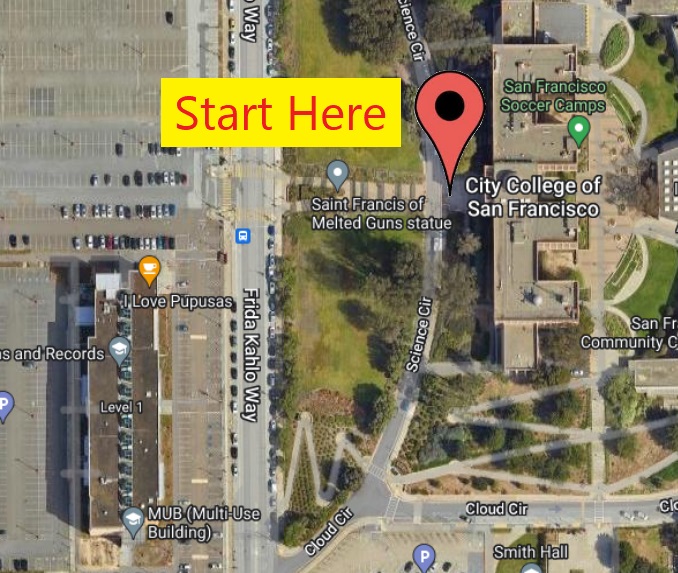 o Way
Science Cir
Start Here
San Francisco
Soccer Camps
City College of
San Francisco
Saint Francis of
Melted Guns statue
I Love Pupusas
Frida Kahlo Way
Science Cir
San Fr
Community C
s and Records
P
Level 1
MUB (Multi-Use
Building)
Cloud Cir
Cloud Cir
Clo
P
Smith Hall